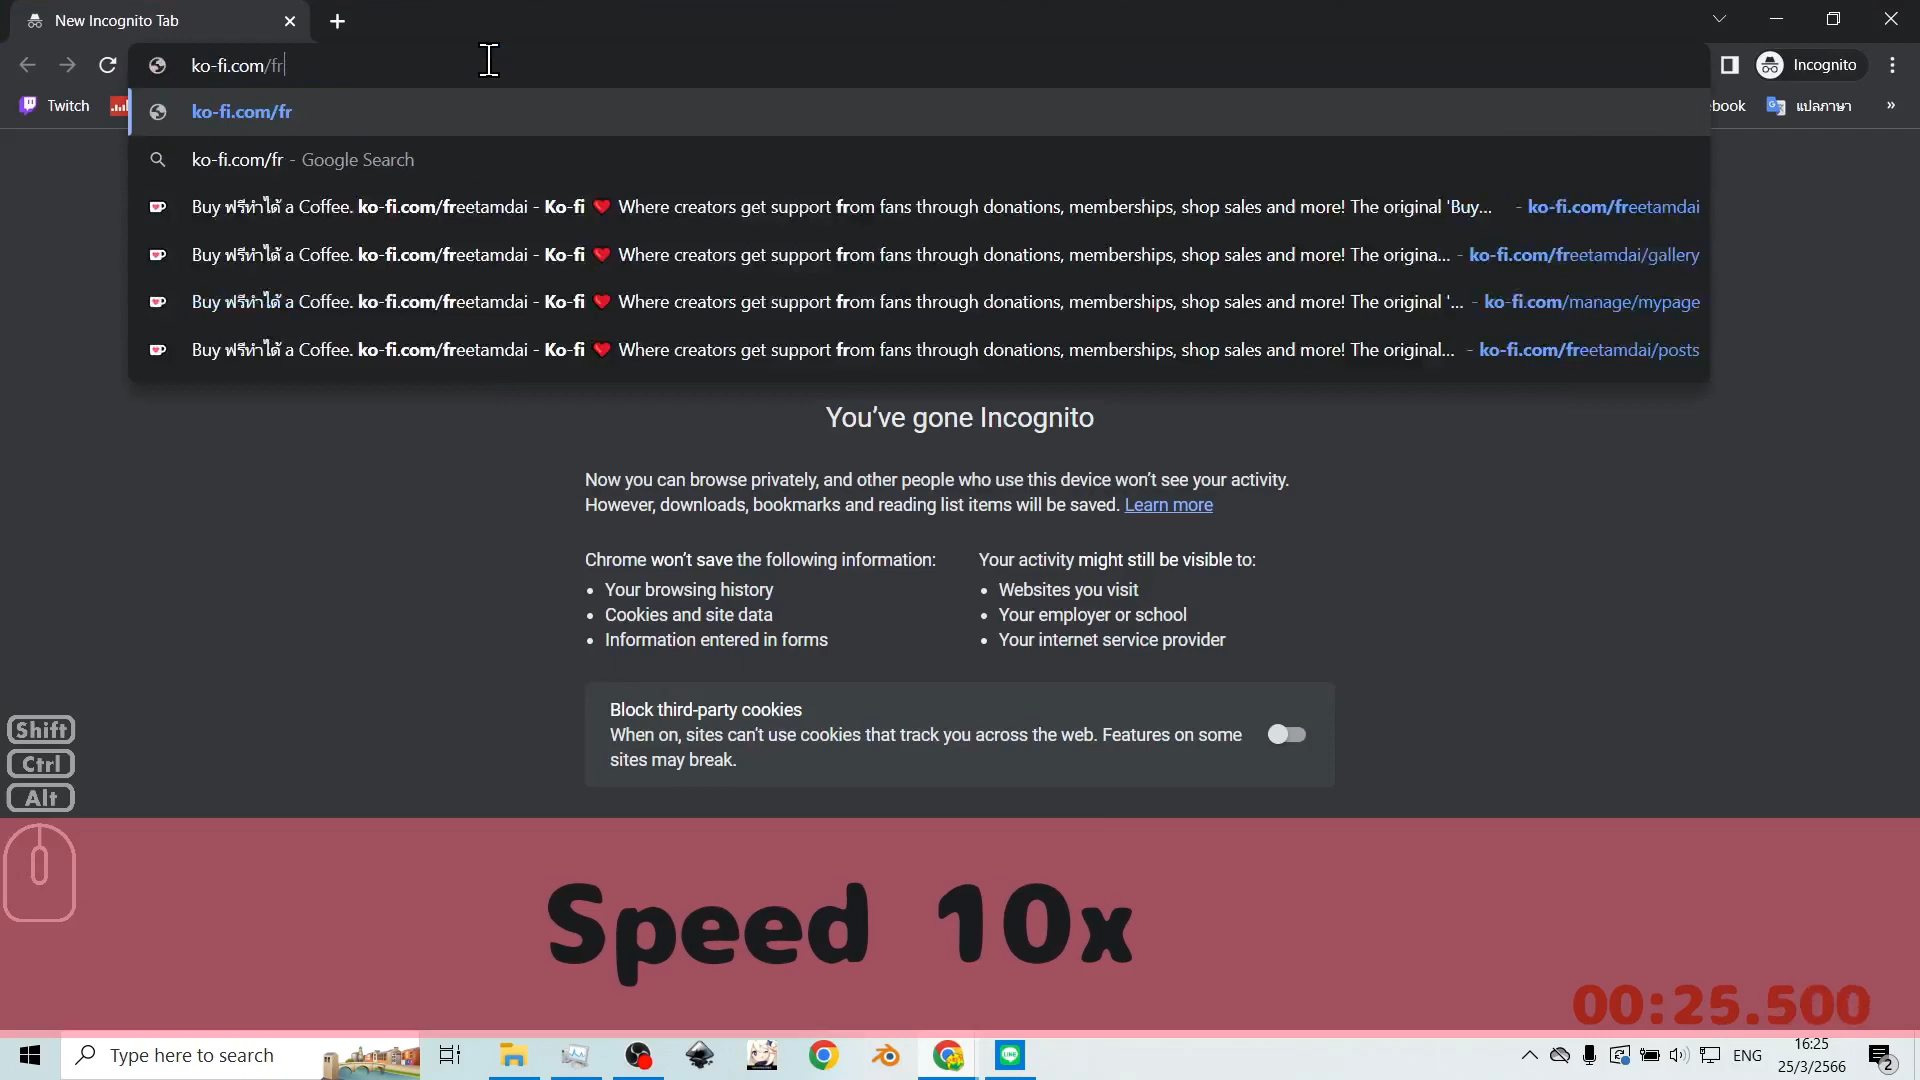 New Incognito Tab
ko-fi.com/fr
Incognito
Twitch
book
แปลภาษา
»
ko-fi.com/fr
ko-fi.com/fr - Google Search
Buy ฟรีทำได้ a Coffee. ko-fi.com/freetamdai - Ko-fi ❤ Where creators get support from fans through donations, memberships, shop sales and more! The original 'Buy... - ko-fi.com/freetamdai
Buy ฟรีทำได้ a Coffee. ko-fi.com/freetamdai - Ko-fi ❤ Where creators get support from fans through donations, memberships, shop sales and more! The origina... - ko-fi.com/freetamdai/gallery
Buy ฟรีทำได้ a Coffee. ko-fi.com/freetamdai - Ko-fi ❤ Where creators get support from fans through donations, memberships, shop sales and more! The original '... - ko-fi.com/manage/mypage
Buy ฟรีทำได้ a Coffee. ko-fi.com/freetamdai - Ko-fi ❤ Where creators get support from fans through donations, memberships, shop sales and more! The original... - ko-fi.com/freetamdai/posts
You've gone Incognito
Now you can browse privately, and other people who use this device won't see your activity.
However, downloads, bookmarks and reading list items will be saved. Learn more
Chrome won't save the following information:
• Your browsing history
• Cookies and site data
• Information entered in forms
Your activity might still be visible to:
• Websites you visit
• Your employer or school
• Your internet service provider
Block third-party cookies
When on, sites can't use cookies that track you across the web. Features on some
sites may break.
Shift
Ctrl
Alt
Speed 10x
00:25.500
Type here to search
LINE
ENG
16:25
25/3/2566
2